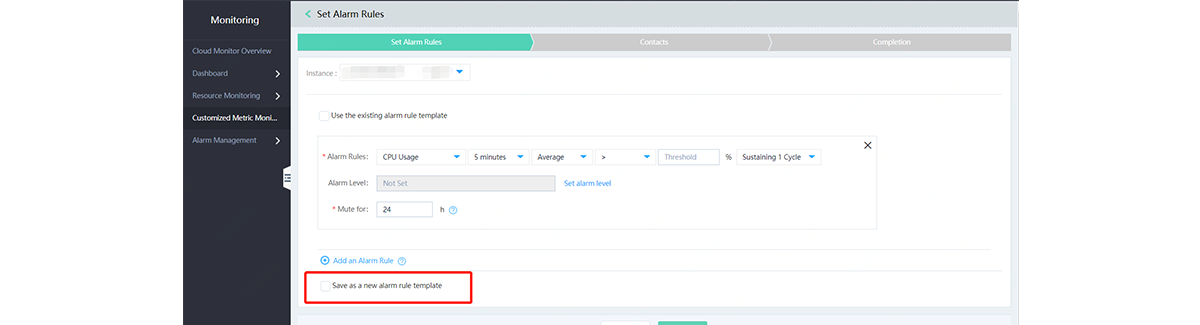 Monitoring
Set Alarm Rules
Set Alarm Rules
Contacts
Completion
Cloud Monitor Overview
Dashboard
Resource Monitoring
Customized Metric Moni...
Alarm Management
Instance :
Use the existing alarm rule template
* Alarm Rules: CPU Usage 5 minutes Average > Threshold % Sustaining 1 Cycle
Alarm Level: Not Set Set alarm level
* Mute for: 24 h ?
Add an Alarm Rule ?
Save as a new alarm rule template